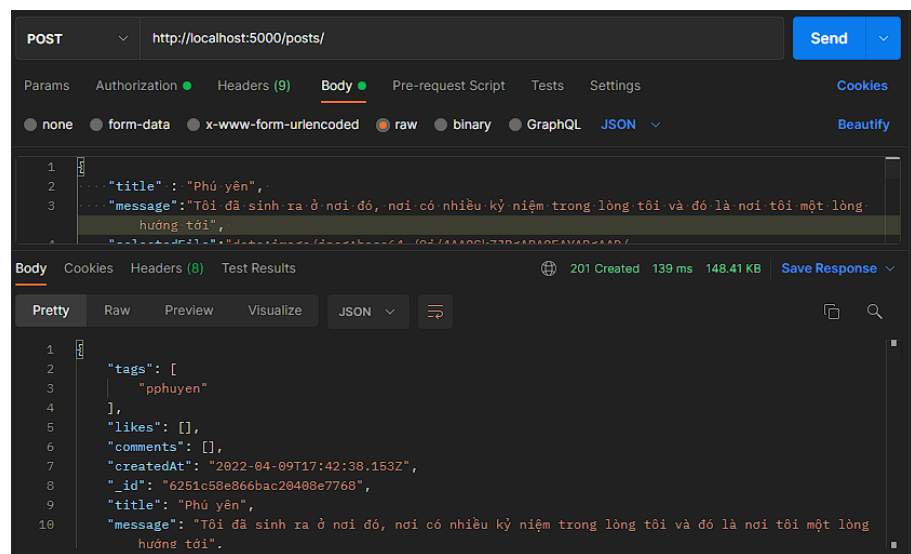 POST http://localhost:5000/posts/ Send
Params Authorization Headers (9) Body Pre-request Script Tests Settings Cookies
none form-data x-www-form-urlencoded raw binary GraphQL JSON Beautify
1 {
2 "title" : "Phú yên",
3 "message":"Tôi đã sinh ra ở nơi đó, nơi có nhiều kỷ niệm trong lòng tôi và đó là nơi tôi một lòng
hướng tới",
Body Cookies Headers (8) Test Results 201 Created 139 ms 148.41 KB Save Response
Pretty Raw Preview Visualize JSON
1 {
2 "tags": [
3 "pphuyen"
4 ],
5 "likes": [],
6 "comments": [],
7 "createdAt": "2022-04-09T17:42:38.153Z",
8 "_id": "6251c58e866bac20408e7768",
9 "title": "Phú yên",
10 "message": "Tôi đã sinh ra ở nơi đó, nơi có nhiều kỷ niệm trong lòng tôi và đó là nơi tôi một lòng
hướng tới",